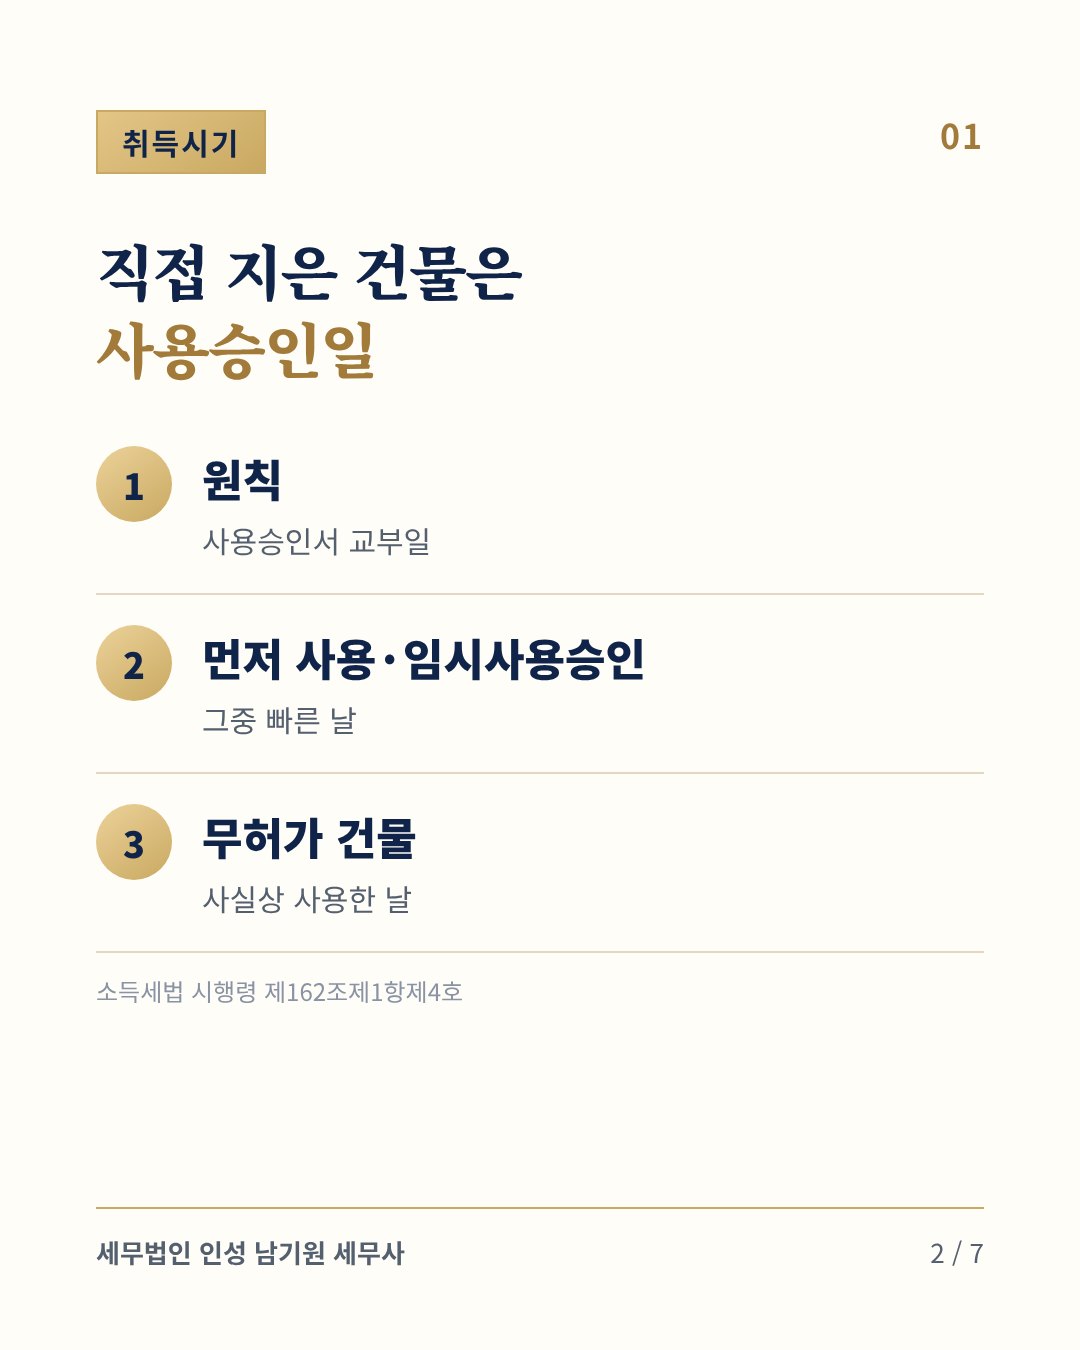 취득시기
01
직접 지은 건물은
사용승인일
1 원칙
사용승인서 교부일
2 먼저 사용·임시사용승인
그중 빠른 날
3 무허가 건물
사실상 사용한 날
소득세법 시행령 제162조제1항제4호
세무법인 인성 남기원 세무사
2 / 7